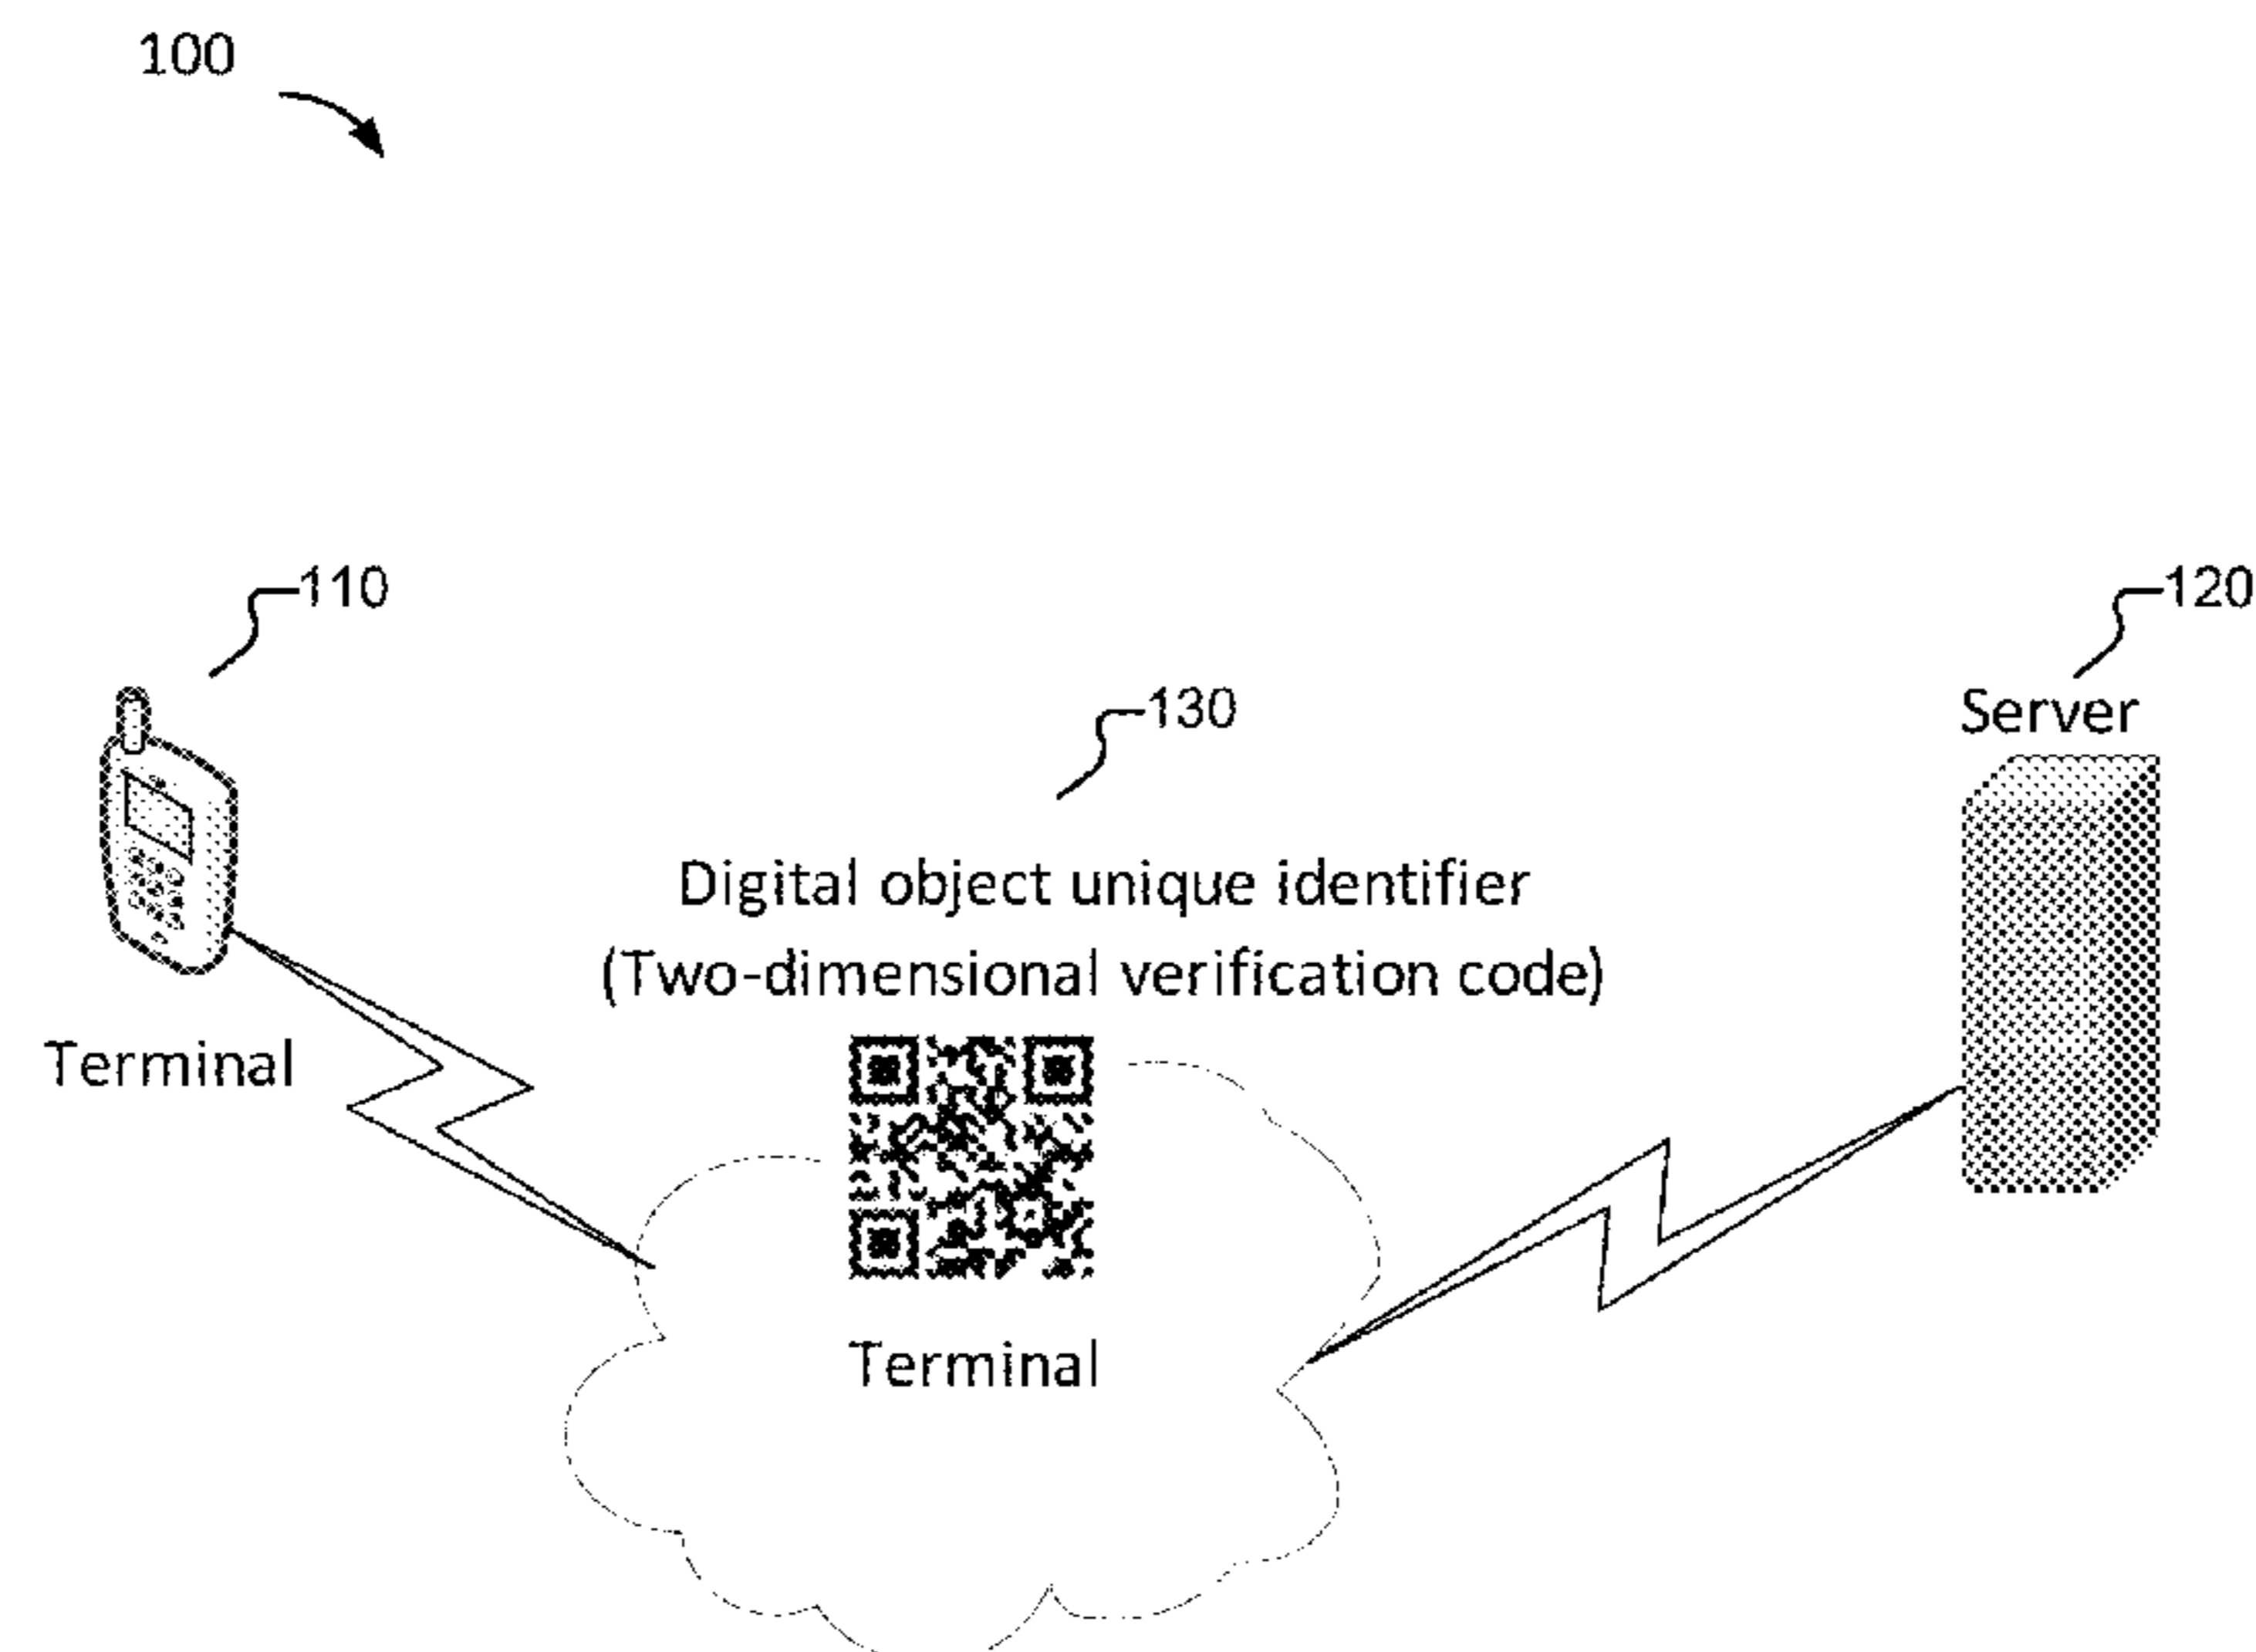 100
110
120
130
Server
Digital object unique identifier
(Two-dimensional verification code)
Terminal
Terminal